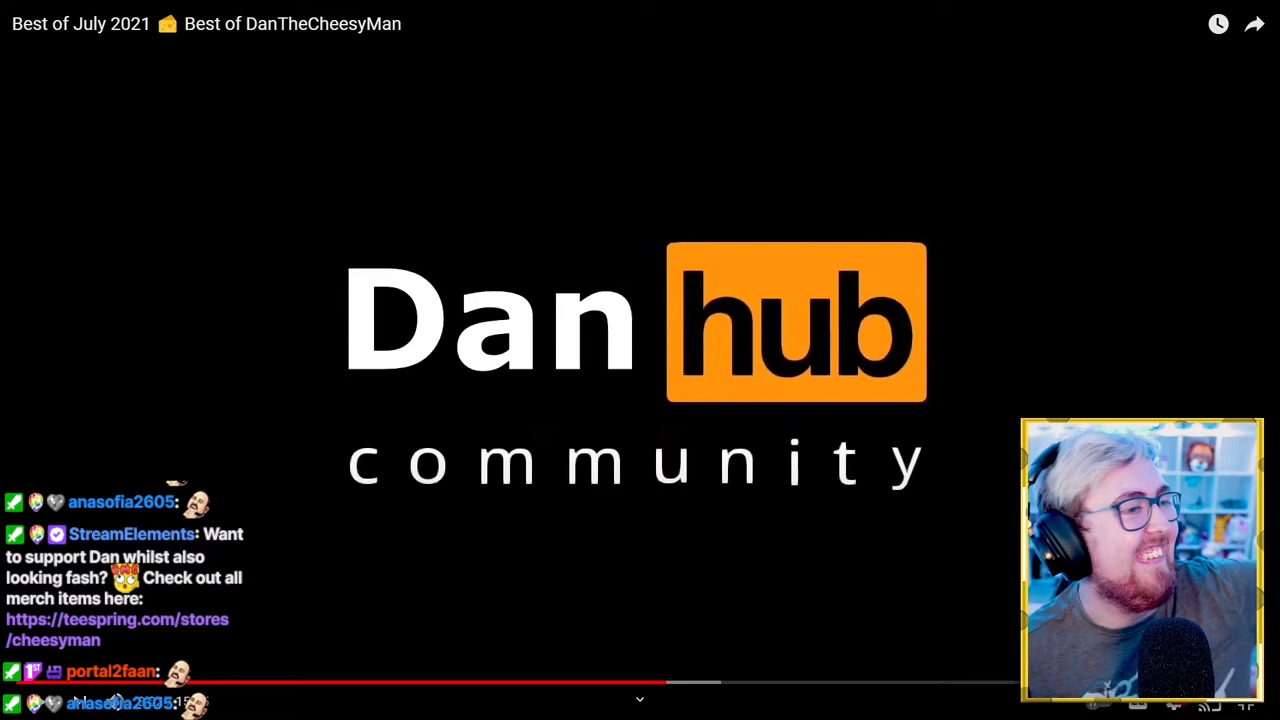 Best of July 2021 🧀 Best of DanTheCheesyMan
Dan hub
community
anasofia2605:
StreamElements: Want
to support Dan whilst also
looking fash? Check out all
merch items here:
https://teespring.com/stores
/cheesyman
1ST portal2faan:
anasofia2605: